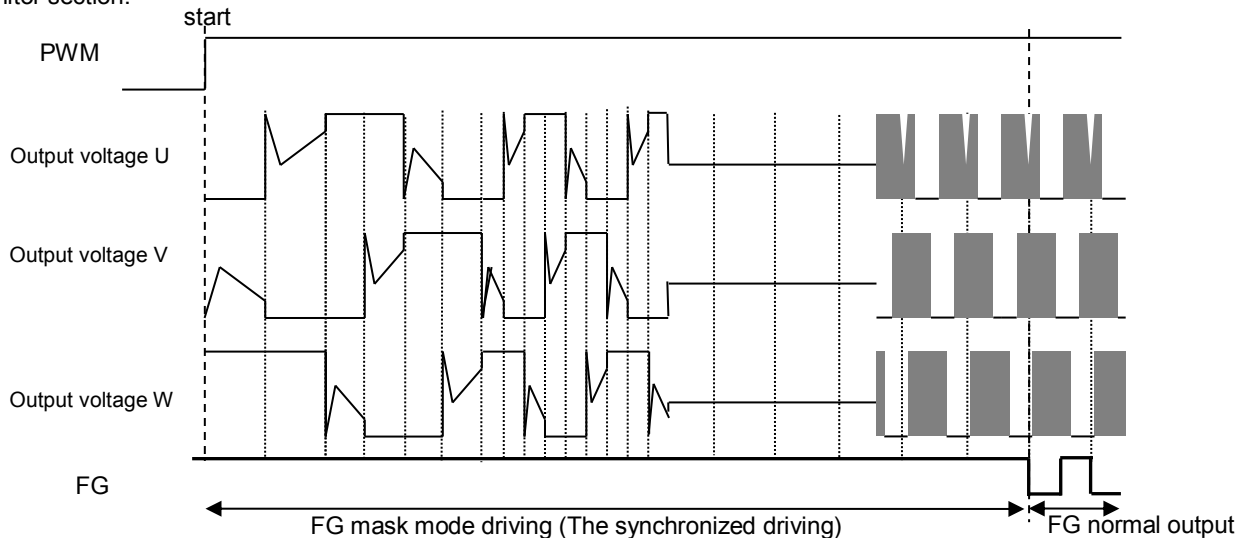 start
PWM
Output voltage U
Output voltage V
Output voltage W
FG
FG mask mode driving (The synchronized driving)
FG normal output